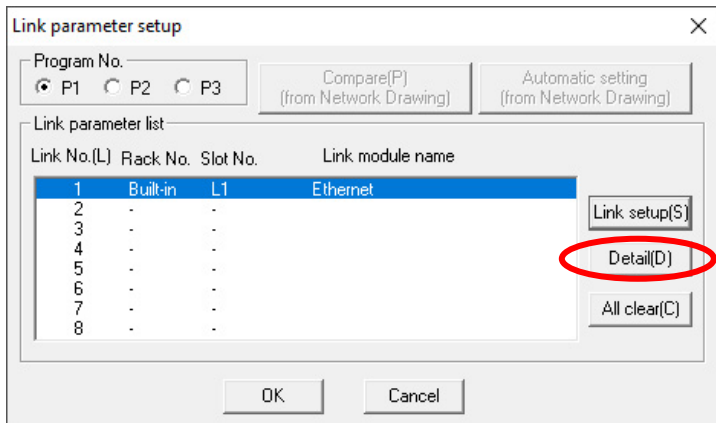 Link parameter setup
Program No.
P1 P2 P3
Compare(P)
(from Network Drawing)
Automatic setting
(from Network Drawing)
Link parameter list
Link No.(L) Rack No. Slot No. Link module name
1 Built-in L1 Ethernet
2 - -
3 - -
4 - -
5 - -
6 - -
7 - -
8 - -
Link setup(S)
Detail(D)
All clear(C)
OK Cancel